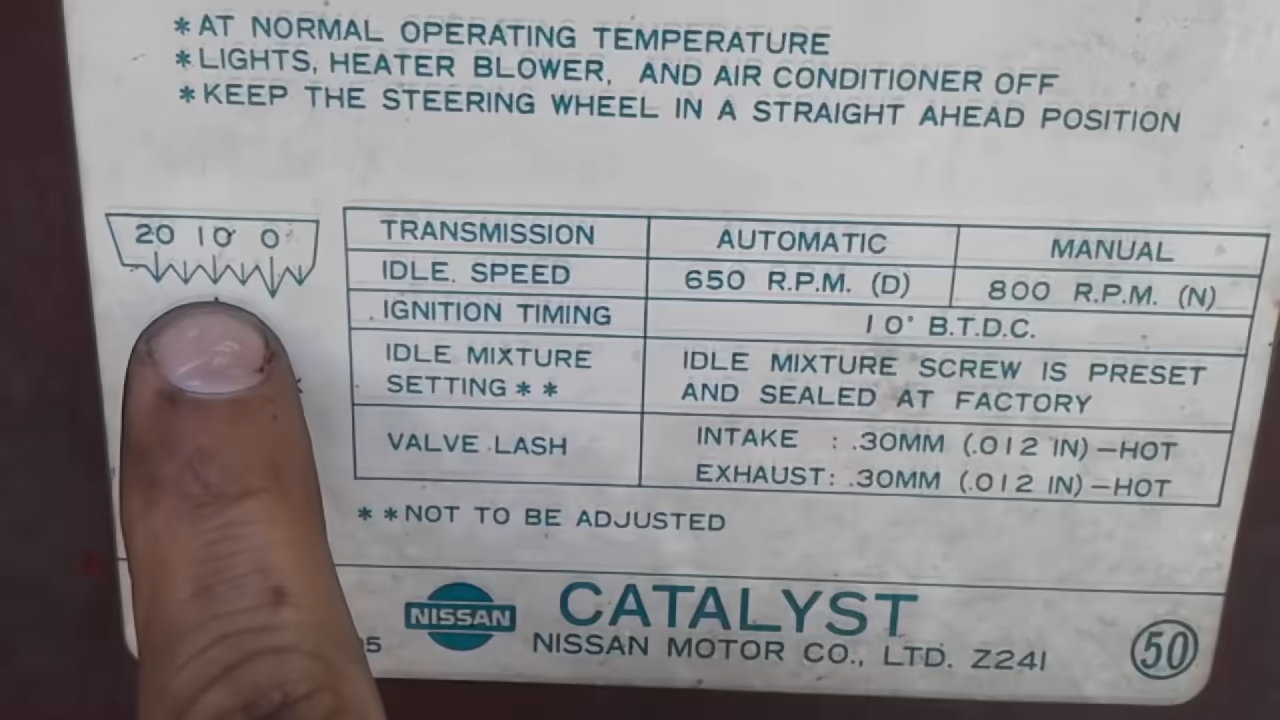 *AT NORMAL OPERATING TEMPERATURE
*LIGHTS, HEATER BLOWER, AND AIR CONDITIONER OFF
*KEEP THE STEERING WHEEL IN A STRAIGHT AHEAD POSITION
20 10 0
TRANSMISSION AUTOMATIC MANUAL
IDLE SPEED 650 R.P.M. (D) 800 R.P.M. (N)
IGNITION TIMING 10° B.T.D.C.
IDLE MIXTURE SETTING ** IDLE MIXTURE SCREW IS PRESET
AND SEALED AT FACTORY
VALVE LASH INTAKE : .30MM (.012 IN)—HOT
EXHAUST: .30MM (.012 IN)—HOT
**NOT TO BE ADJUSTED
5 NISSAN CATALYST
NISSAN MOTOR CO., LTD. Z24I 50